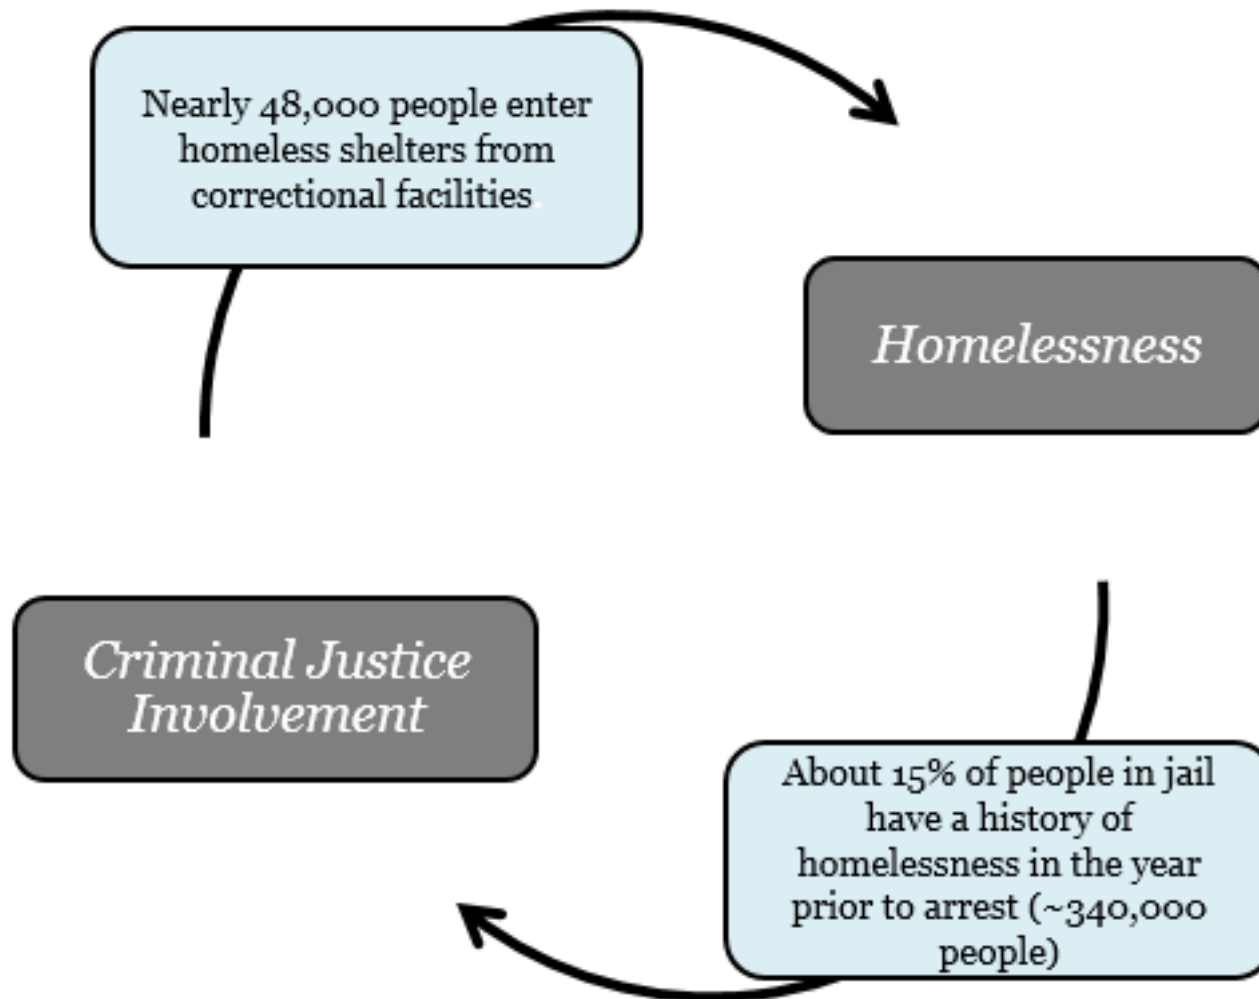 Nearly 48,000 people enter
homeless shelters from
correctional facilities.
Homelessness
Criminal Justice
Involvement
About 15% of people in jail
have a history of
homelessness in the year
prior to arrest (~340,000
people)